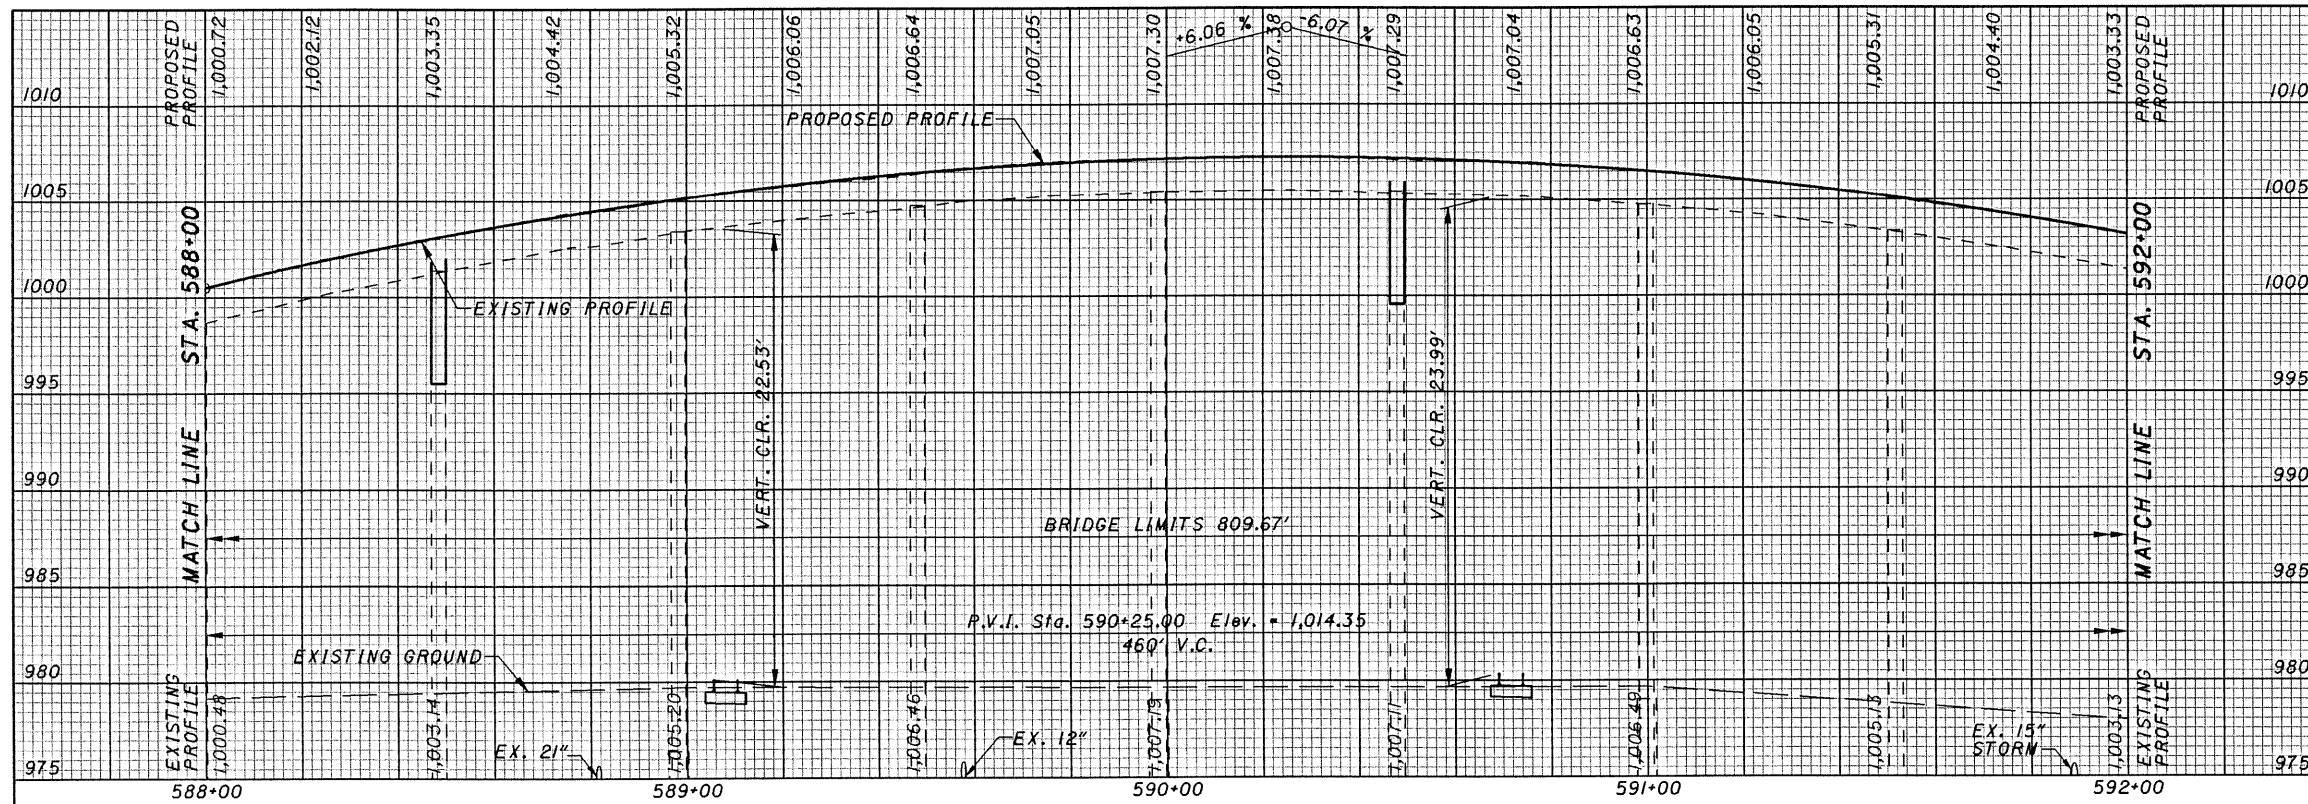 PROPOSED PROFILE
1,000.72
1,002.12
1,003.35
1,004.42
1,005.32
1,006.06
1,006.64
1,007.05
1,007.30
+6.06 %
1,007.38
-6.07 %
1,007.29
1,007.04
1,006.63
1,006.05
1,005.31
1,004.40
1,003.33
PROPOSED PROFILE
1010
1010
PROPOSED PROFILE
1005
1005
MATCH LINE STA. 588+00
MATCH LINE STA. 592+00
1000
1000
EXISTING PROFILE
VERT. CLR. 22.53'
VERT. CLR. 23.99'
995
995
990
990
BRIDGE LIMITS 809.67'
985
985
P.V.I. Sta. 590+25.00 Elev. = 1,014.35
460' V.C.
EXISTING GROUND
980
980
EXISTING PROFILE
1,000.48
1,003.14
1,005.20
1,006.46
1,007.19
1,007.11
1,006.49
1,005.13
1,003.13
EXISTING PROFILE
EX. 21"
EX. 12"
EX. 15"
STORM
975
975
588+00
589+00
590+00
591+00
592+00